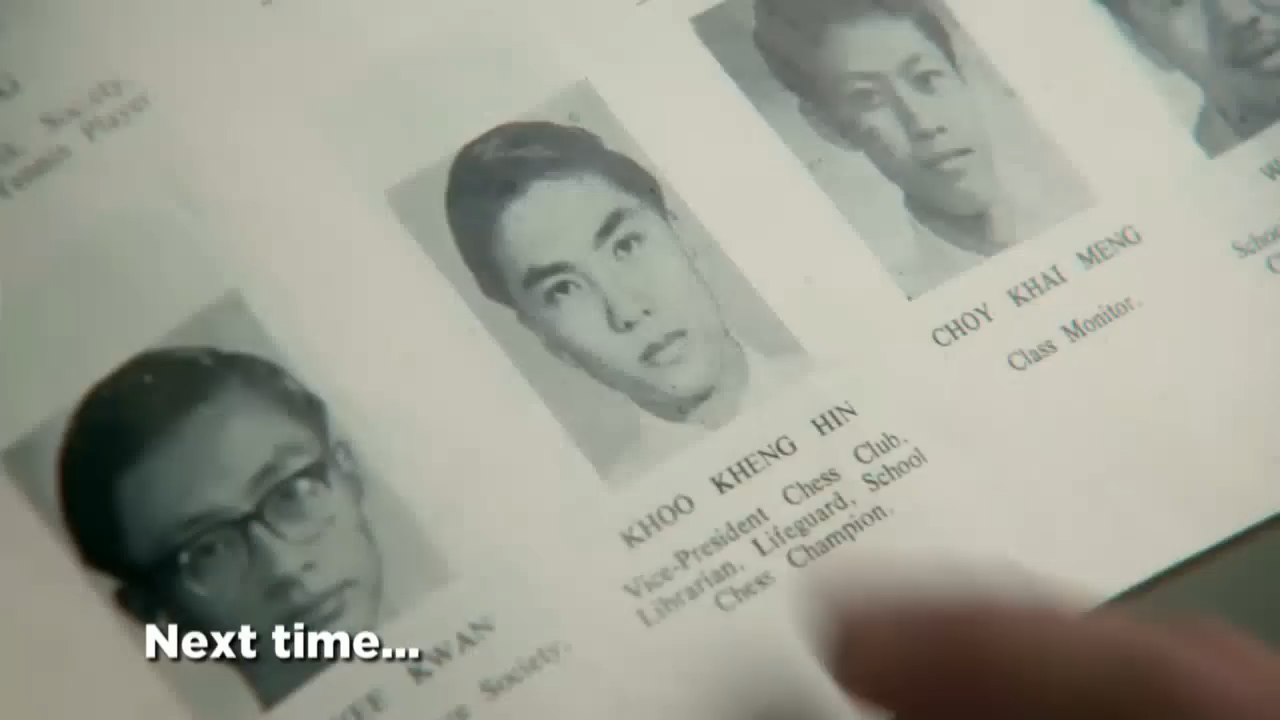 Society
Tennis Player
KHOO KHENG HIN
Vice-President Chess Club,
Librarian, Lifeguard, School
Chess Champion.
CHOY KHAI MENG
Class Monitor.
KWAN
Society.
Next time...